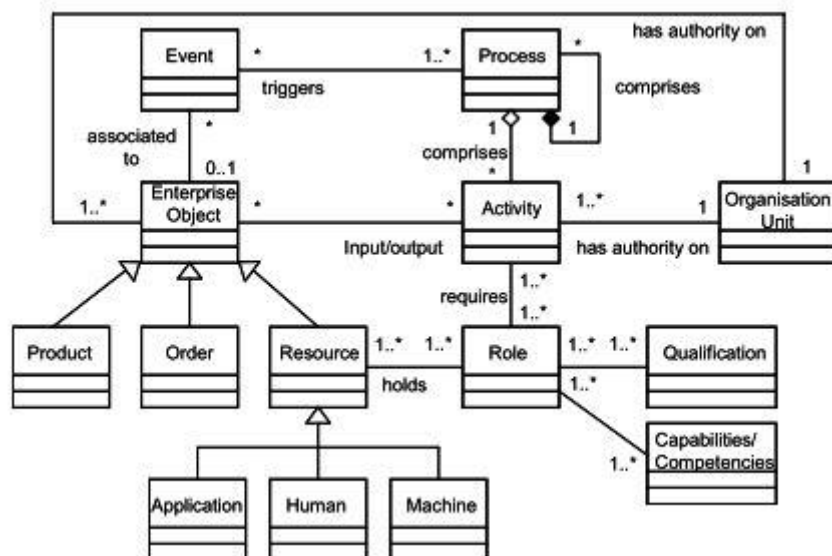 has authority on
Event
*
1..*
Process
*
triggers
comprises
*
1
1
associated
to
comprises
0..1
*
1
1..*
Enterprise
Object
*
*
Activity
1..*
1
Organisation
Unit
Input/output
has authority on
1..*
requires
1..*
Product
Order
Resource
1..*
1..*
Role
1..*
1..*
Qualification
holds
1..*
Capabilities/
Competencies
1..*
Application
Human
Machine